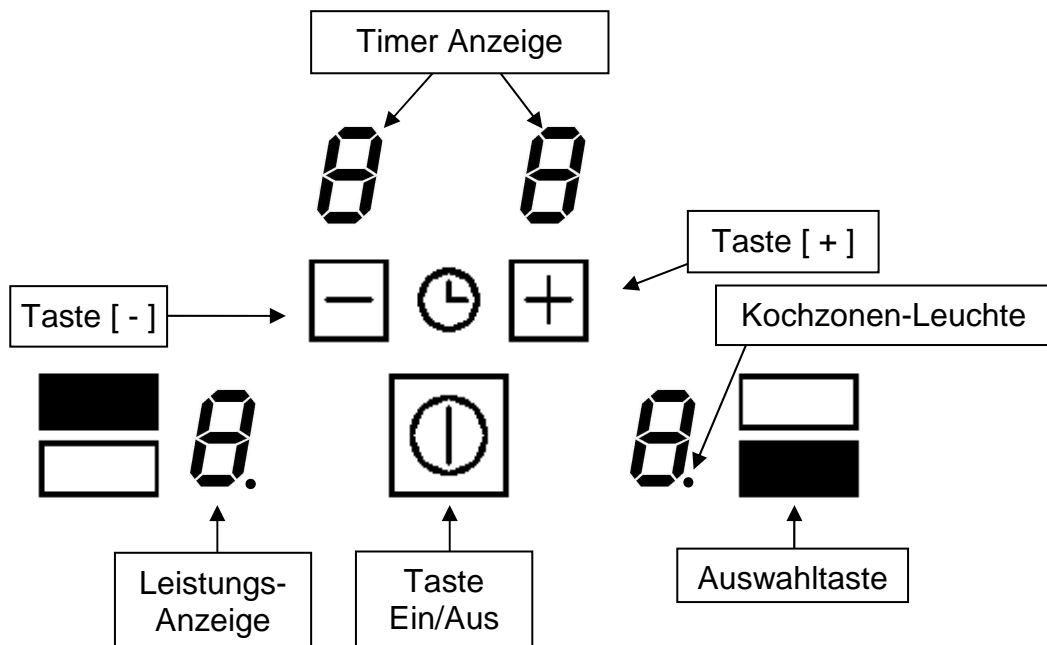 Timer Anzeige
Taste [ + ]
Taste [ - ]
Kochzonen-Leuchte
Leistungs-
Anzeige
Taste
Ein/Aus
Auswahltaste